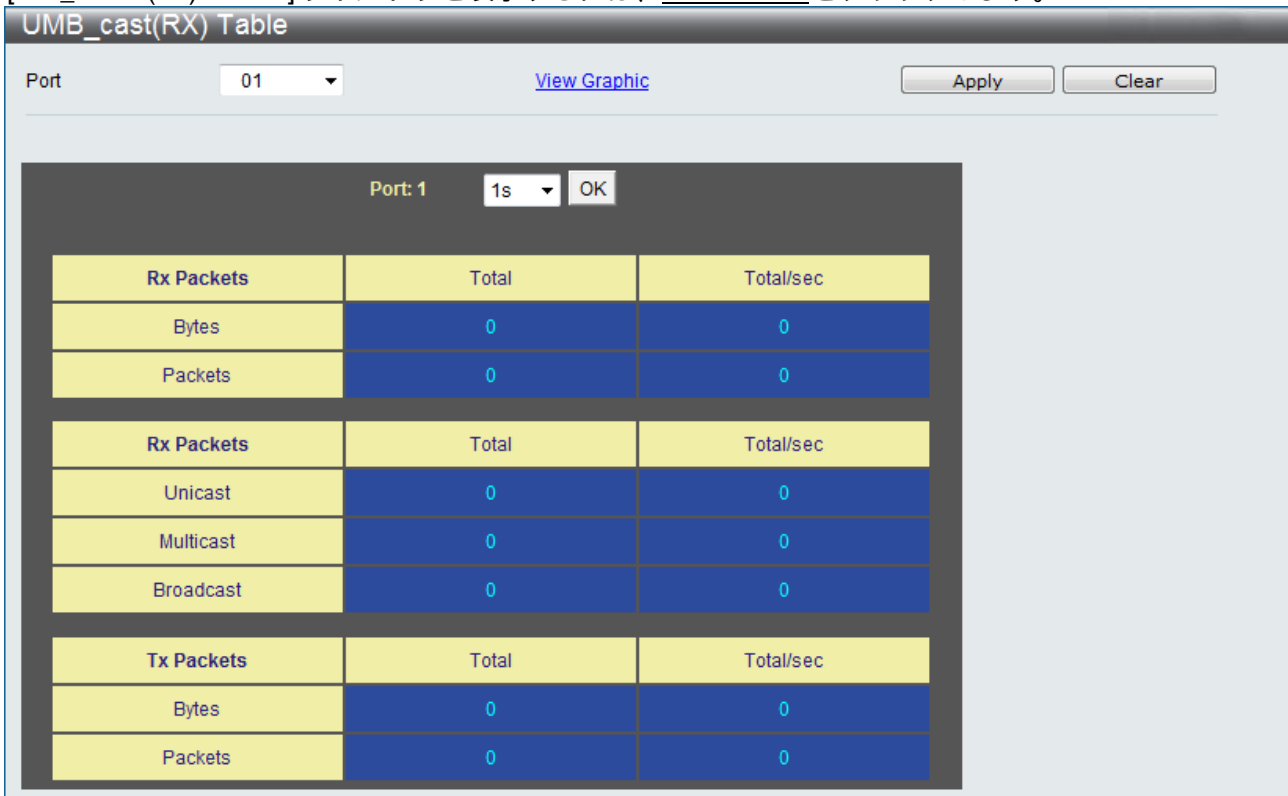 UMB_cast(RX) Table
Port 01 View Graphic Apply Clear
Port: 1 1s OK
Rx Packets Total Total/sec
Bytes 0 0
Packets 0 0
Rx Packets Total Total/sec
Unicast 0 0
Multicast 0 0
Broadcast 0 0
Tx Packets Total Total/sec
Bytes 0 0
Packets 0 0